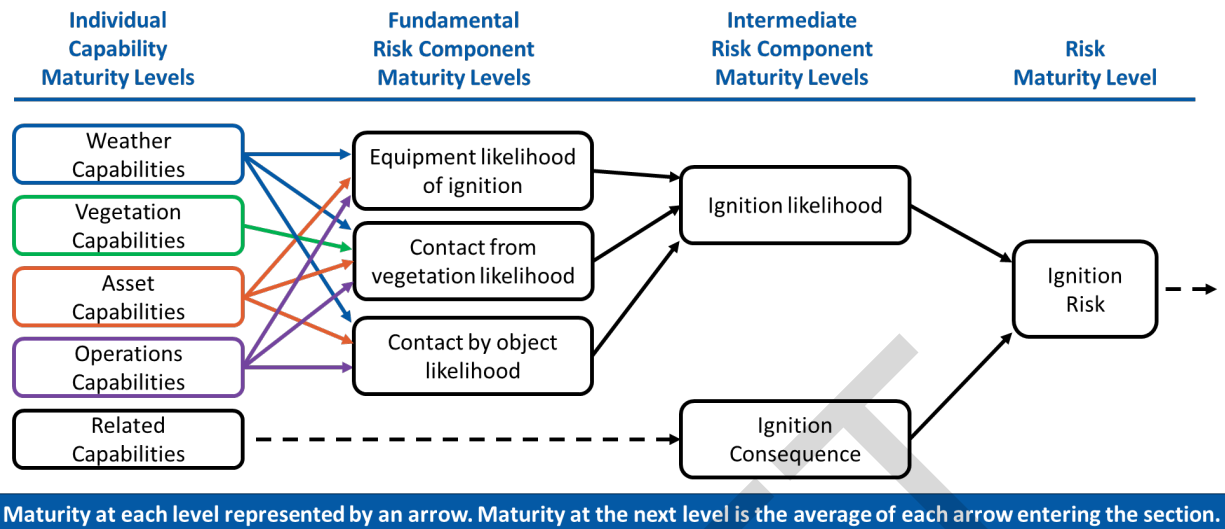 Individual
Capability
Maturity Levels
Fundamental
Risk Component
Maturity Levels
Intermediate
Risk Component
Maturity Levels
Risk
Maturity Level
Weather
Capabilities
Vegetation
Capabilities
Asset
Capabilities
Operations
Capabilities
Related
Capabilities
Equipment likelihood
of ignition
Contact from
vegetation likelihood
Contact by object
likelihood
Ignition likelihood
Ignition
Consequence
Ignition
Risk
Maturity at each level represented by an arrow. Maturity at the next level is the average of each arrow entering the section.